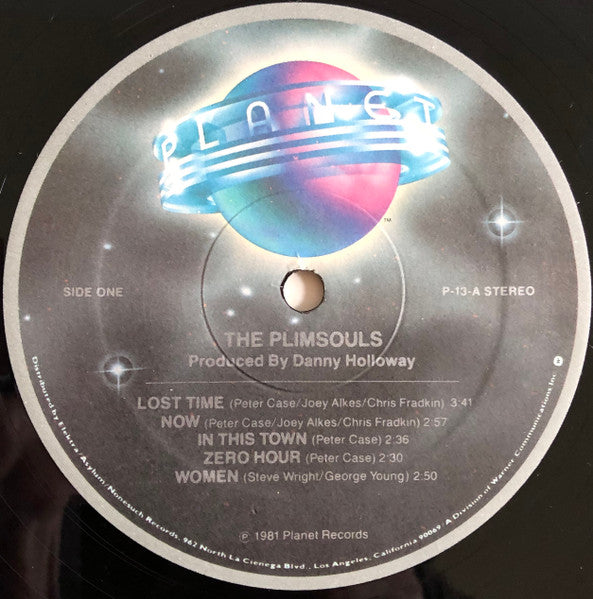 PLANET
™
SIDE ONE
P-13-A STEREO
THE PLIMSOULS
Produced By Danny Holloway
LOST TIME (Peter Case/Joey Alkes/Chris Fradkin) 3:41
NOW (Peter Case/Joey Alkes/Chris Fradkin) 2:57
IN THIS TOWN (Peter Case) 2:36
ZERO HOUR (Peter Case) 2:30
WOMEN (Steve Wright/George Young) 2:50
℗ 1981 Planet Records
Distributed by Elektra/Asylum/Nonesuch Records, 962 North La Cienega Blvd., Los Angeles, California 90069. A Division of Warner Communications Inc.